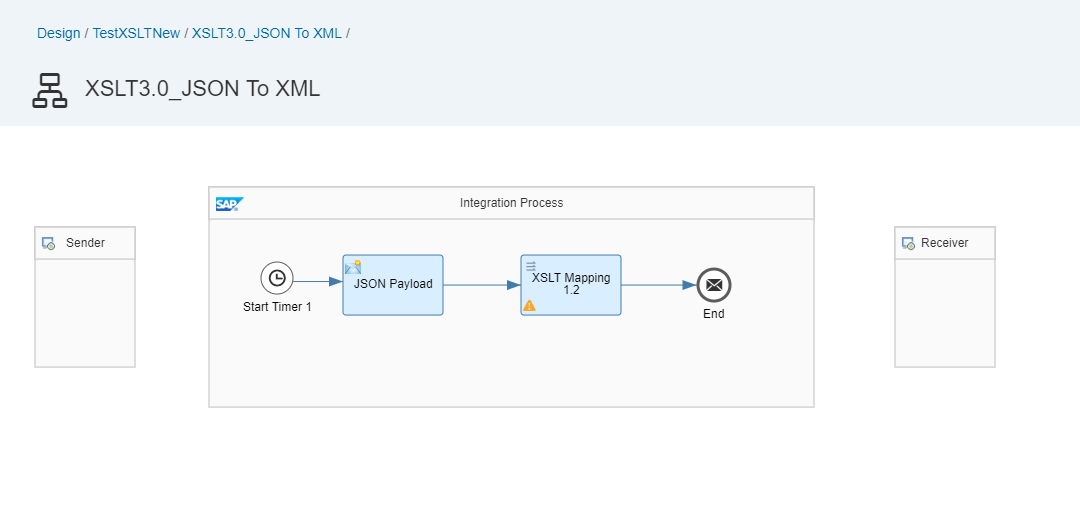 Design / TestXSLTNew / XSLT3.0_JSON To XML /
XSLT3.0_JSON To XML
SAP
Integration Process
Sender
Receiver
JSON Payload
XSLT Mapping
1.2
Start Timer 1
End